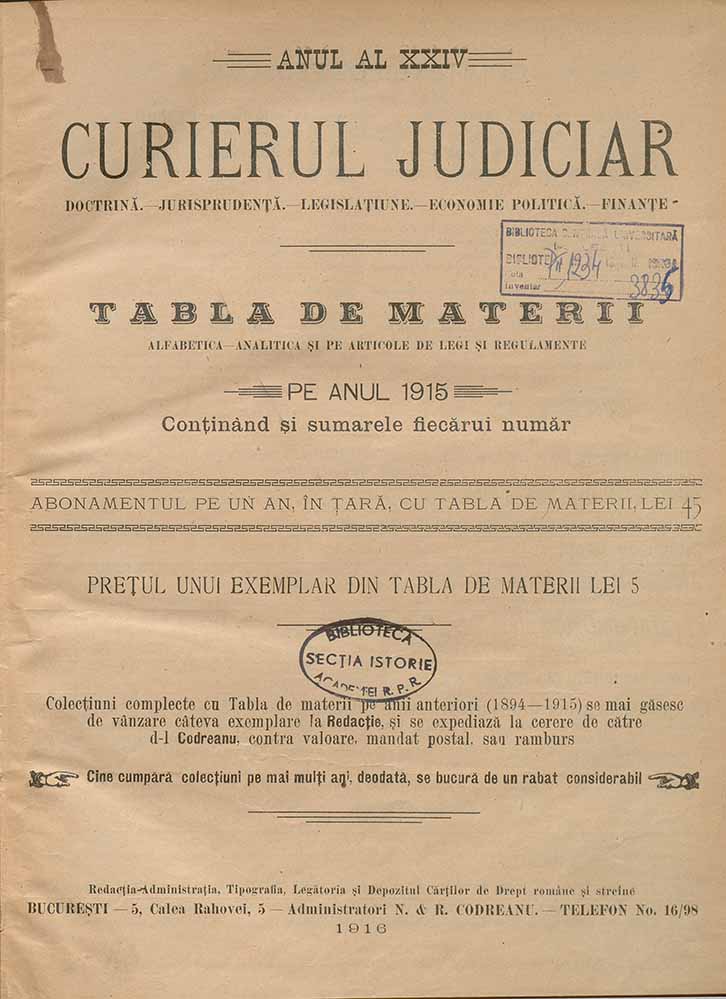 ANUL AL XXIV
CURIERUL JUDICIAR
DOCTRINĂ.—JURISPRUDENȚĂ.—LEGISLAȚIUNE.—ECONOMIE POLITICĂ.—FINANȚE
BIBLIOTECA UNIVERSITARĂ
1934
Inventar
3835
TABLA DE MATERII
ALFABETICA—ANALITICA ȘI PE ARTICOLE DE LEGI ȘI REGULAMENTE
PE ANUL 1915
Conținând și sumarele fiecărui număr
ABONAMENTUL PE UN AN, ÎN ȚARĂ, CU TABLA DE MATERII, LEI 45
PREȚUL UNUI EXEMPLAR DIN TABLA DE MATERII LEI 5
BIBLIOTECA
SECȚIA ISTORIE
ACADEMIEI R. P. R.
Colecțiuni complecte cu Tabla de materii pe anii anteriori (1894—1915) se mai găsesc
de vânzare câteva exemplare la Redacție, și se expediază la cerere de către
d-l Codreanu, contra valoare, mandat postal, sau ramburs
Cine cumpără colecțiuni pe mai mulți ani, deodată, se bucură de un rabat considerabil
Redacția-Administrația, Tipografia, Legătoria și Depozitul Cărților de Drept române și streine
BUCUREȘTI — 5, Calea Rahovei, 5 — Administratori N. & R. CODREANU. — TELEFON No. 16/98
1916